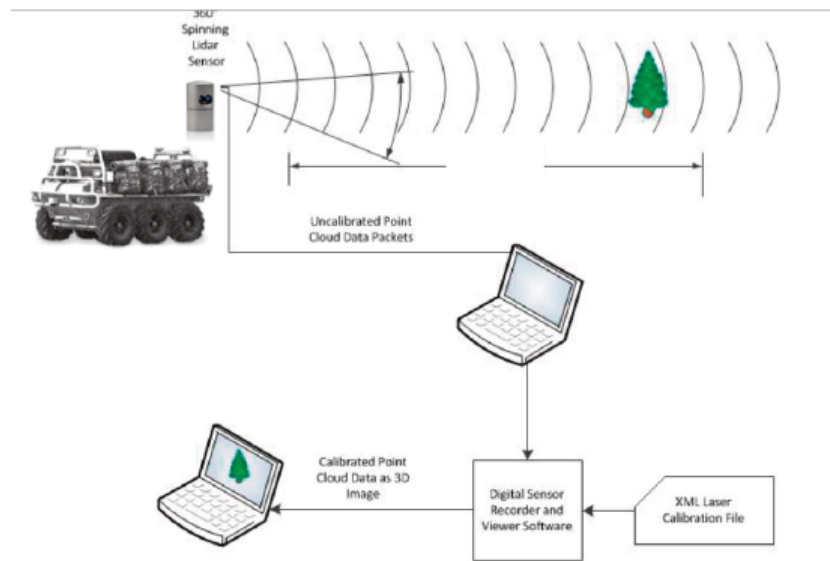 360°
Spinning
Lidar
Sensor
Uncalibrated Point
Cloud Data Packets
Calibrated Point
Cloud Data as 3D
Image
Digital Sensor
Recorder and
Viewer Software
XML Laser
Calibration File